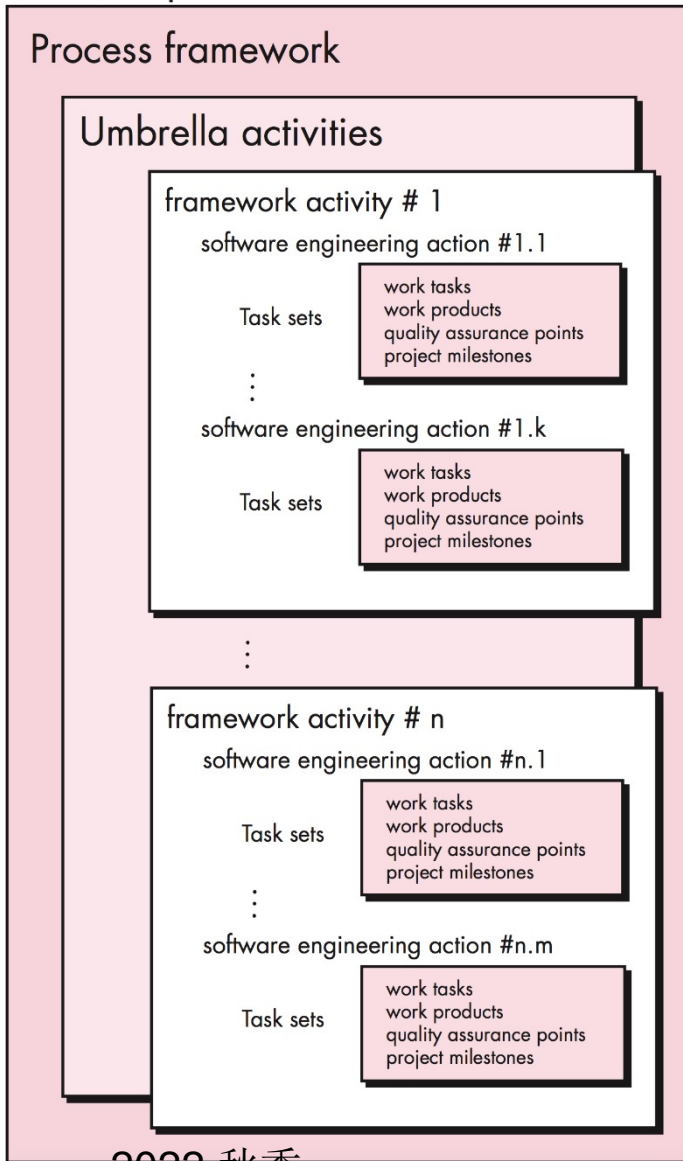 Process framework
Umbrella activities
framework activity # 1
software engineering action #1.1
Task sets
work tasks
work products
quality assurance points
project milestones
software engineering action #1.k
Task sets
work tasks
work products
quality assurance points
project milestones
framework activity # n
software engineering action #n.1
Task sets
work tasks
work products
quality assurance points
project milestones
software engineering action #n.m
Task sets
work tasks
work products
quality assurance points
project milestones